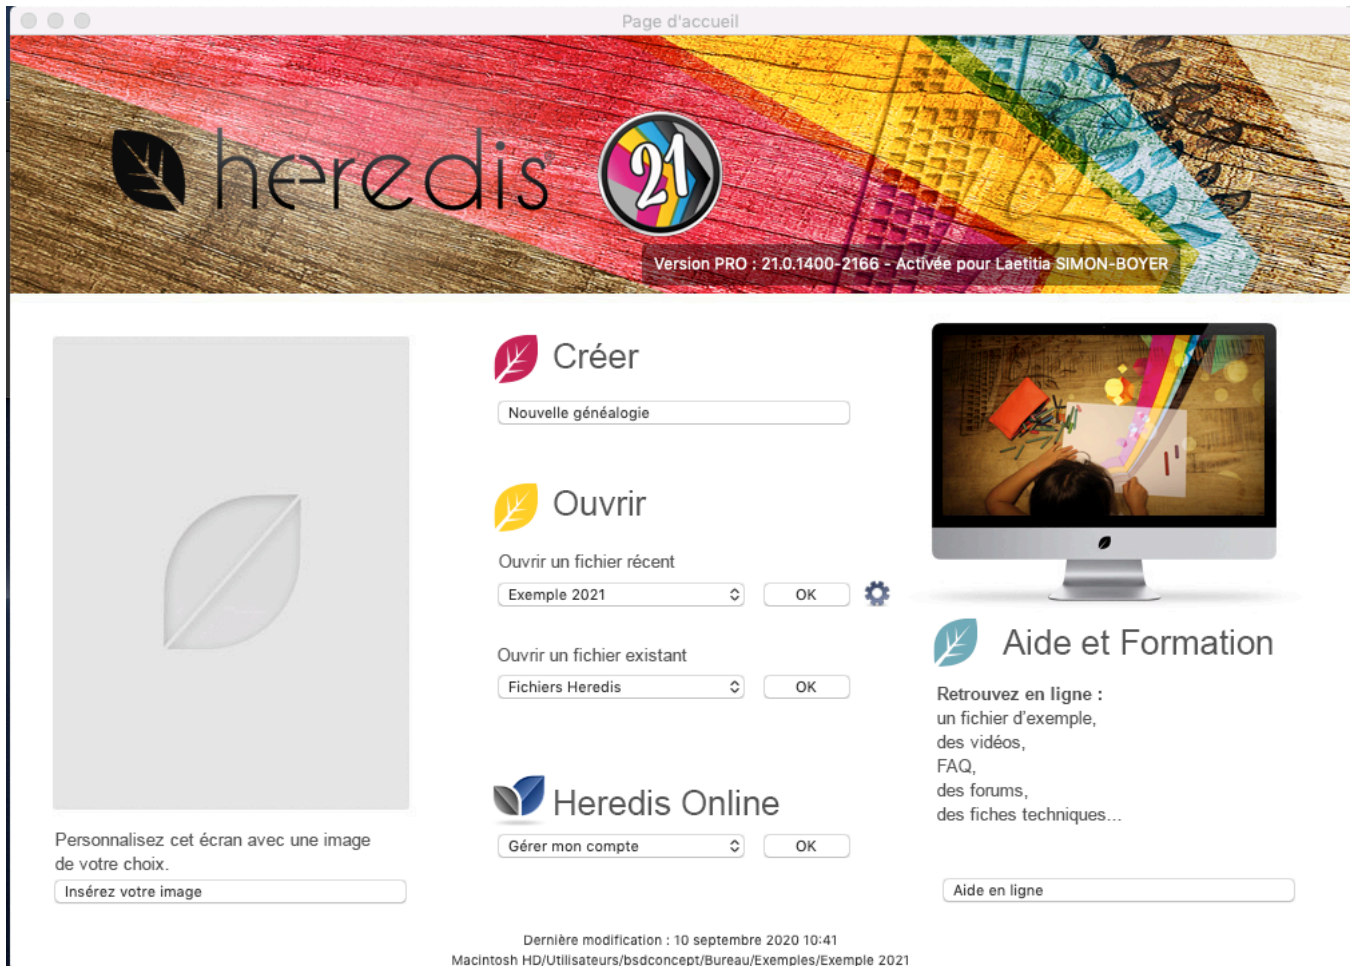 Page d'accueil
heredis®
21
Version PRO : 21.0.1400-2166 - Activée pour Laetitia SIMON-BOYER
Personnalisez cet écran avec une image
de votre choix.
Insérez votre image
Créer
Nouvelle généalogie
Ouvrir
Ouvrir un fichier récent
Exemple 2021
OK
Ouvrir un fichier existant
Fichiers Heredis
OK
Heredis Online
Gérer mon compte
OK
Aide et Formation
Retrouvez en ligne :
un fichier d'exemple,
des vidéos,
FAQ,
des forums,
des fiches techniques...
Aide en ligne
Dernière modification : 10 septembre 2020 10:41
Macintosh HD/Utilisateurs/bsdconcept/Bureau/Exemples/Exemple 2021